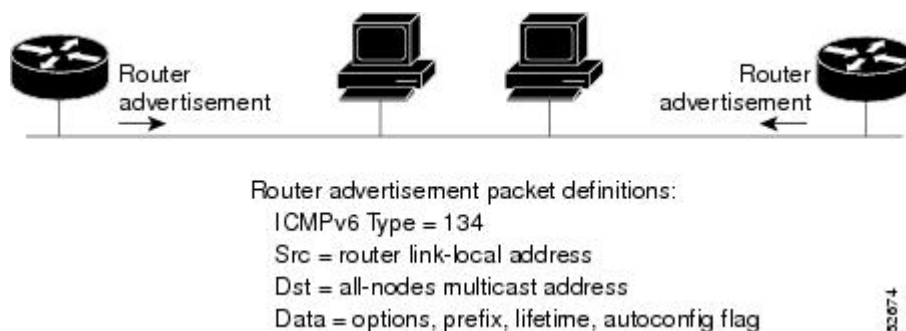 Router
advertisement
Router
advertisement
Router advertisement packet definitions:
ICMPv6 Type = 134
Src = router link-local address
Dst = all-nodes multicast address
Data = options, prefix, lifetime, autoconfig flag
52674